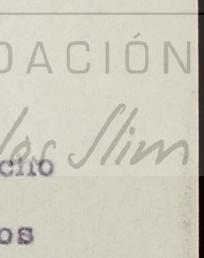 DACIÓN
los Slim
cho
os